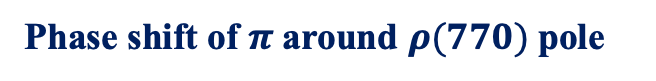 Phase shift of π around ρ(770) pole